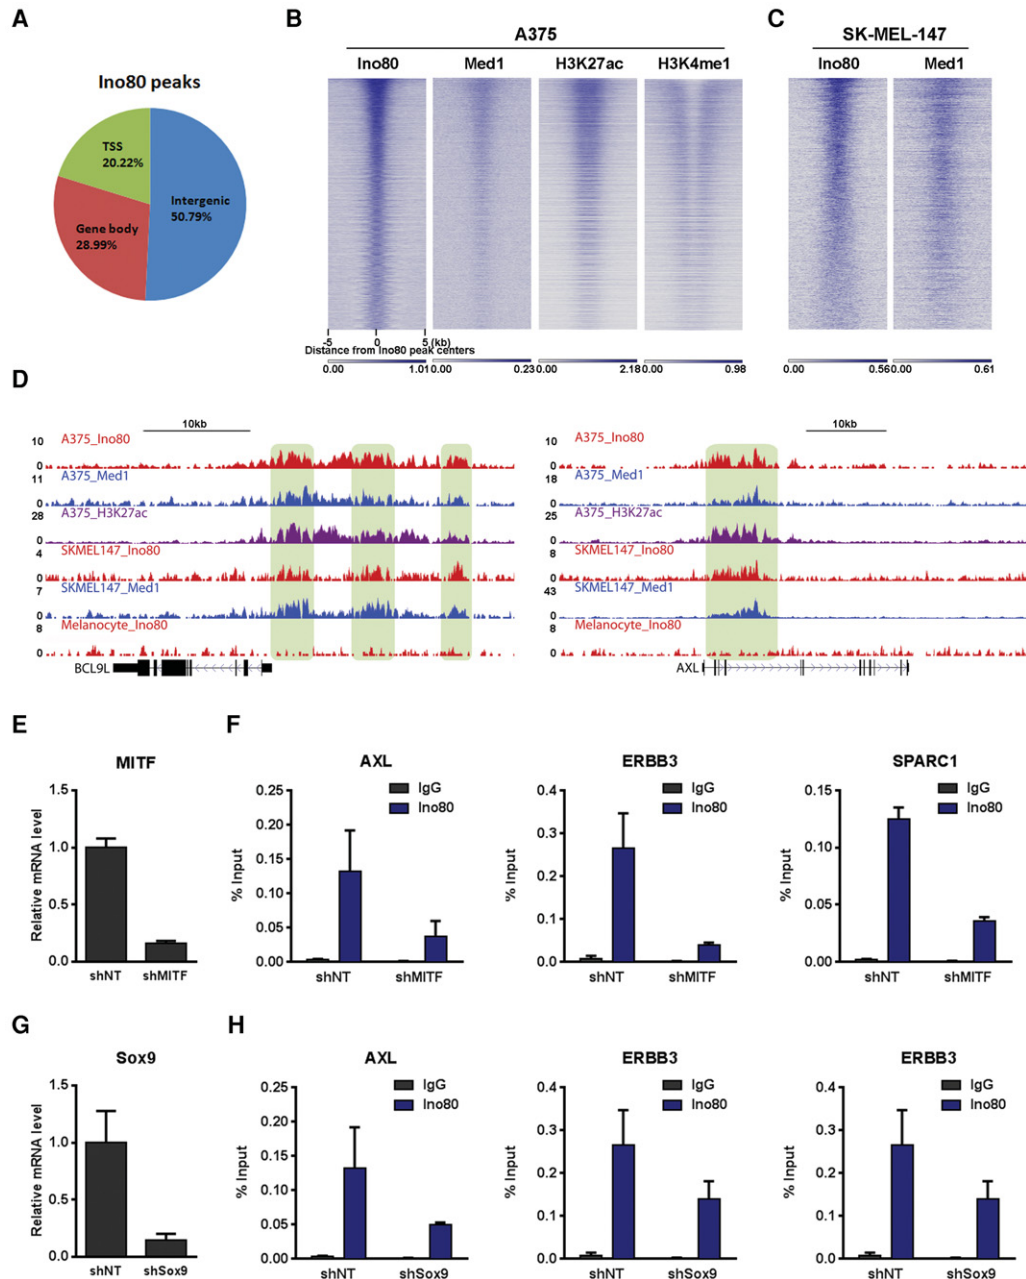 A
B
C
A375
SK-MEL-147
Ino80 peaks
Ino80 Med1 H3K27ac H3K4me1
Ino80 Med1
TSS
20.22%
Intergenic
50.79%
Gene body
28.99%
-5 0 5 (kb)
Distance from Ino80 peak centers
0.00 1.01 0.00 0.23 0.00 2.18 0.00 0.98
0.00 0.56 0.00 0.61
D
10kb
10 A375_Ino80
0
11 A375_Med1
0
28 A375_H3K27ac
0
4 SKMEL147_Ino80
0
7 SKMEL147_Med1
0
8 Melanocyte_Ino80
0
BCL9L
10kb
10 A375_Ino80
0
18 A375_Med1
0
25 A375_H3K27ac
0
8 SKMEL147_Ino80
0
43 SKMEL147_Med1
0
8 Melanocyte_Ino80
0
AXL
E
MITF
Relative mRNA level
1.5
1.0
0.5
0.0
shNT shMITF
F
AXL
IgG
Ino80
% Input
0.25
0.20
0.15
0.10
0.05
0.00
shNT shMITF
ERBB3
IgG
Ino80
% Input
0.4
0.3
0.2
0.1
0.0
shNT shMITF
SPARC1
IgG
Ino80
% Input
0.15
0.10
0.05
0.00
shNT shMITF
G
Sox9
Relative mRNA level
1.5
1.0
0.5
0.0
shNT shSox9
H
AXL
IgG
Ino80
% Input
0.25
0.20
0.15
0.10
0.05
0.00
shNT shSox9
ERBB3
IgG
Ino80
% Input
0.4
0.3
0.2
0.1
0.0
shNT shSox9
ERBB3
IgG
Ino80
% Input
0.4
0.3
0.2
0.1
0.0
shNT shSox9